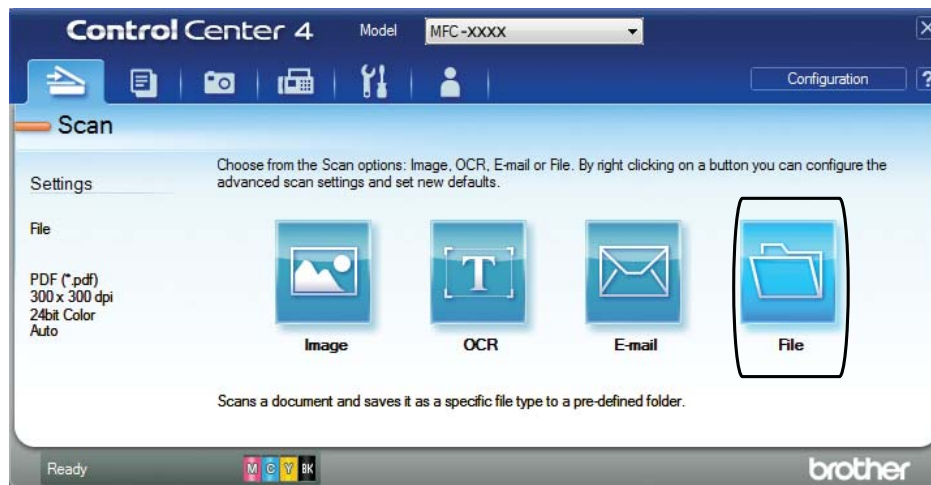 Control Center 4
Model
MFC-XXXX
Configuration
?
Scan
Choose from the Scan options: Image, OCR, E-mail or File. By right clicking on a button you can configure the
advanced scan settings and set new defaults.
Settings
File
PDF (*.pdf)
300 x 300 dpi
24bit Color
Auto
T
Image
OCR
E-mail
File
Scans a document and saves it as a specific file type to a pre-defined folder.
Ready
M C Y BK
brother